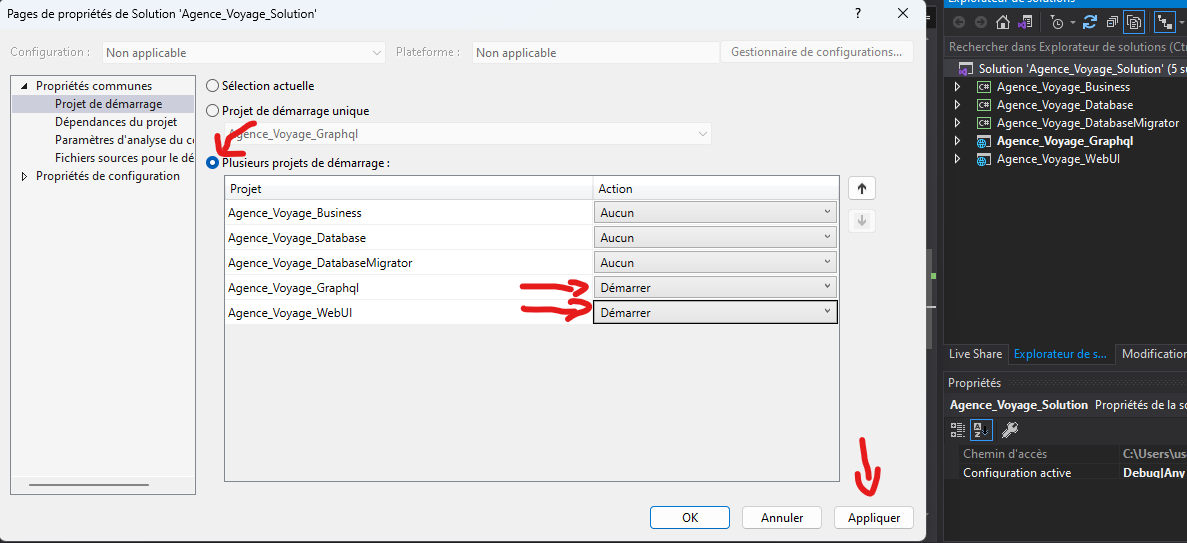 Pages de propriétés de Solution 'Agence_Voyage_Solution'
?
Configuration :
Non applicable
Plateforme :
Non applicable
Gestionnaire de configurations...
Propriétés communes
Projet de démarrage
Dépendances du projet
Paramètres d'analyse du co
Fichiers sources pour le dé
Propriétés de configuration
Sélection actuelle
Projet de démarrage unique
Agence_Voyage_Graphql
Plusieurs projets de démarrage :
Projet Action
Agence_Voyage_Business Aucun
Agence_Voyage_Database Aucun
Agence_Voyage_DatabaseMigrator Aucun
Agence_Voyage_Graphql Démarrer
Agence_Voyage_WebUI Démarrer
OK
Annuler
Appliquer
Explorateur de solutions
Rechercher dans Explorateur de solutions (Ctr
Solution 'Agence_Voyage_Solution' (5 su
C# Agence_Voyage_Business
C# Agence_Voyage_Database
C# Agence_Voyage_DatabaseMigrator
Agence_Voyage_Graphql
Agence_Voyage_WebUI
Live Share
Explorateur de s...
Modification
Propriétés
Agence_Voyage_Solution Propriétés de la so
Chemin d'accès C:\Users\use
Configuration active Debug|Any